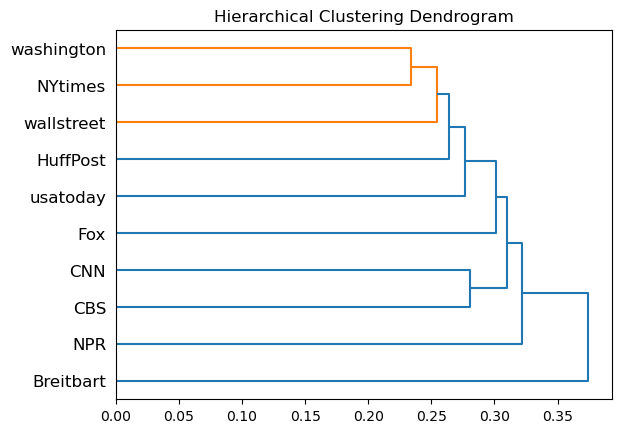 Hierarchical Clustering Dendrogram
washington
NYtimes
wallstreet
HuffPost
usatoday
Fox
CNN
CBS
NPR
Breitbart
0.00 0.05 0.10 0.15 0.20 0.25 0.30 0.35